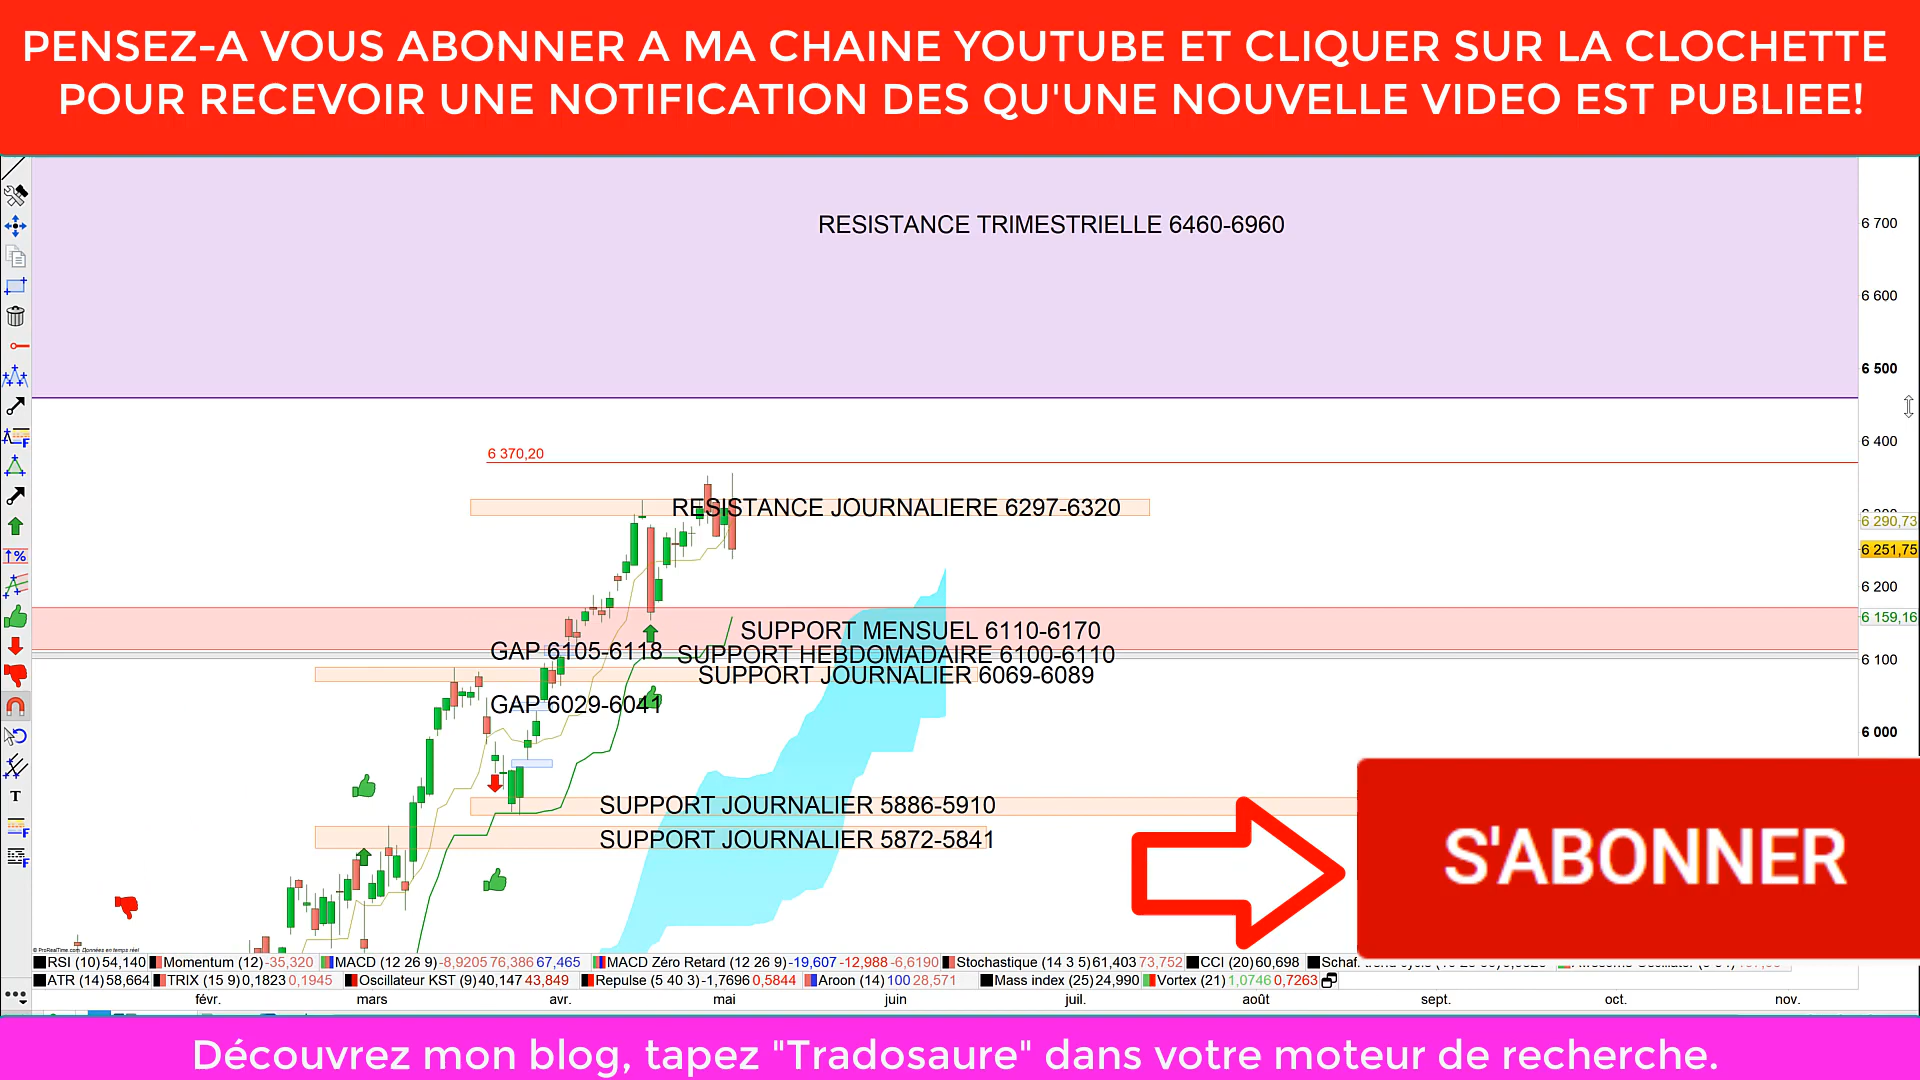 PENSEZ-A VOUS ABONNER A MA CHAINE YOUTUBE ET CLIQUER SUR LA CLOCHETTE
POUR RECEVOIR UNE NOTIFICATION DES QU'UNE NOUVELLE VIDEO EST PUBLIEE!
RESISTANCE TRIMESTRIELLE 6460-6960
6 700
6 600
6 500
6 400
6 370,20
RESISTANCE JOURNALIERE 6297-6320
6 290,73
6 251,75
6 200
6 159,16
SUPPORT MENSUEL 6110-6170
GAP 6105-6118
SUPPORT HEBDOMADAIRE 6100-6110
6 100
SUPPORT JOURNALIER 6069-6089
GAP 6029-6041
6 000
SUPPORT JOURNALIER 5886-5910
SUPPORT JOURNALIER 5872-5841
S'ABONNER
%
F
T
F
F
© ProRealTime.com Données en temps réel
RSI (10) 54,140 Momentum (12) -35,320 MACD (12 26 9) -8,9205 76,386 67,465 MACD Zéro Retard (12 26 9) -19,607 -12,988 -6,6190 Stochastique (14 3 5) 61,403 73,752 CCI (20) 60,698
ATR (14) 58,664 TRIX (15 9) 0,1823 0,1945 Oscillateur KST (9) 40,147 43,849 Repulse (5 40 3) -1,7696 0,5844 Aroon (14) 100 28,571 Mass index (25) 24,990 Vortex (21) 1,0746 0,7263
févr. mars avr. mai juin juil. août sept. oct. nov.
Découvrez mon blog, tapez "Tradosaure" dans votre moteur de recherche.